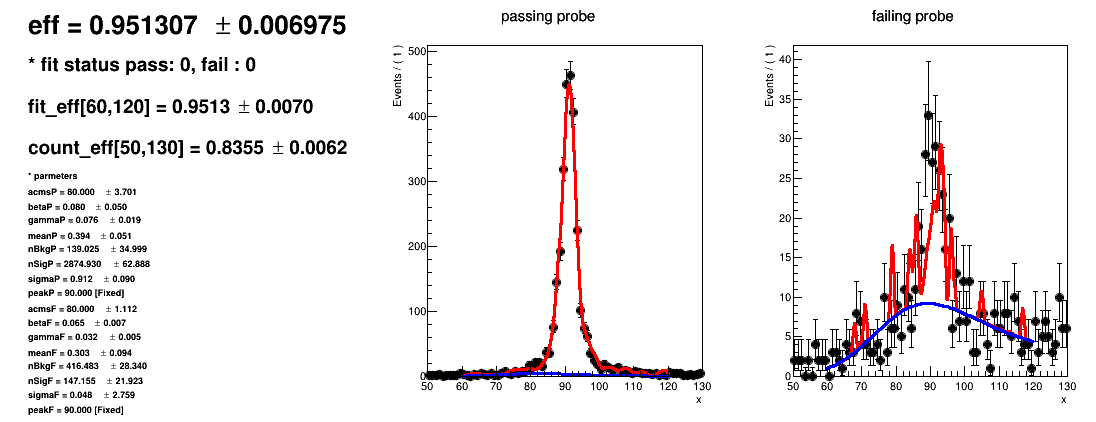 eff = 0.951307 ± 0.006975
* fit status pass: 0, fail : 0
fit_eff[60,120] = 0.9513 ± 0.0070
count_eff[50,130] = 0.8355 ± 0.0062
* parmeters
acmsP = 80.000 ± 3.701
betaP = 0.080 ± 0.050
gammaP = 0.076 ± 0.019
meanP = 0.394 ± 0.051
nBkgP = 139.025 ± 34.999
nSigP = 2874.930 ± 62.888
sigmaP = 0.912 ± 0.090
peakP = 90.000 [Fixed]
acmsF = 80.000 ± 1.112
betaF = 0.065 ± 0.007
gammaF = 0.032 ± 0.005
meanF = 0.303 ± 0.094
nBkgF = 416.483 ± 28.340
nSigF = 147.155 ± 21.923
sigmaF = 0.048 ± 2.759
peakF = 90.000 [Fixed]
passing probe
Events / ( 1 )
500
400
300
200
100
0
50 60 70 80 90 100 110 120 130
x
failing probe
Events / ( 1 )
40
35
30
25
20
15
10
5
0
50 60 70 80 90 100 110 120 130
x